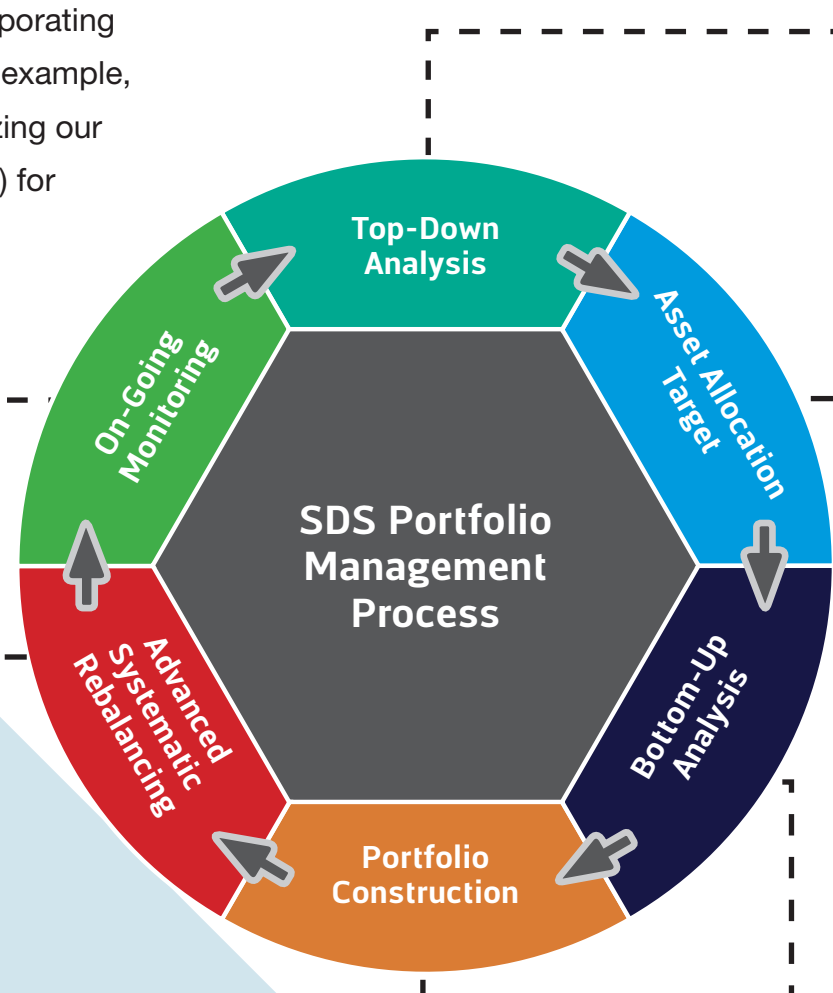 porating
example,
zing our
) for
Top-Down
Analysis
Asset Allocation
Target
Bottom-Up
Analysis
Portfolio
Construction
Advanced
Systematic
Rebalancing
On-Going
Monitoring
SDS Portfolio
Management
Process